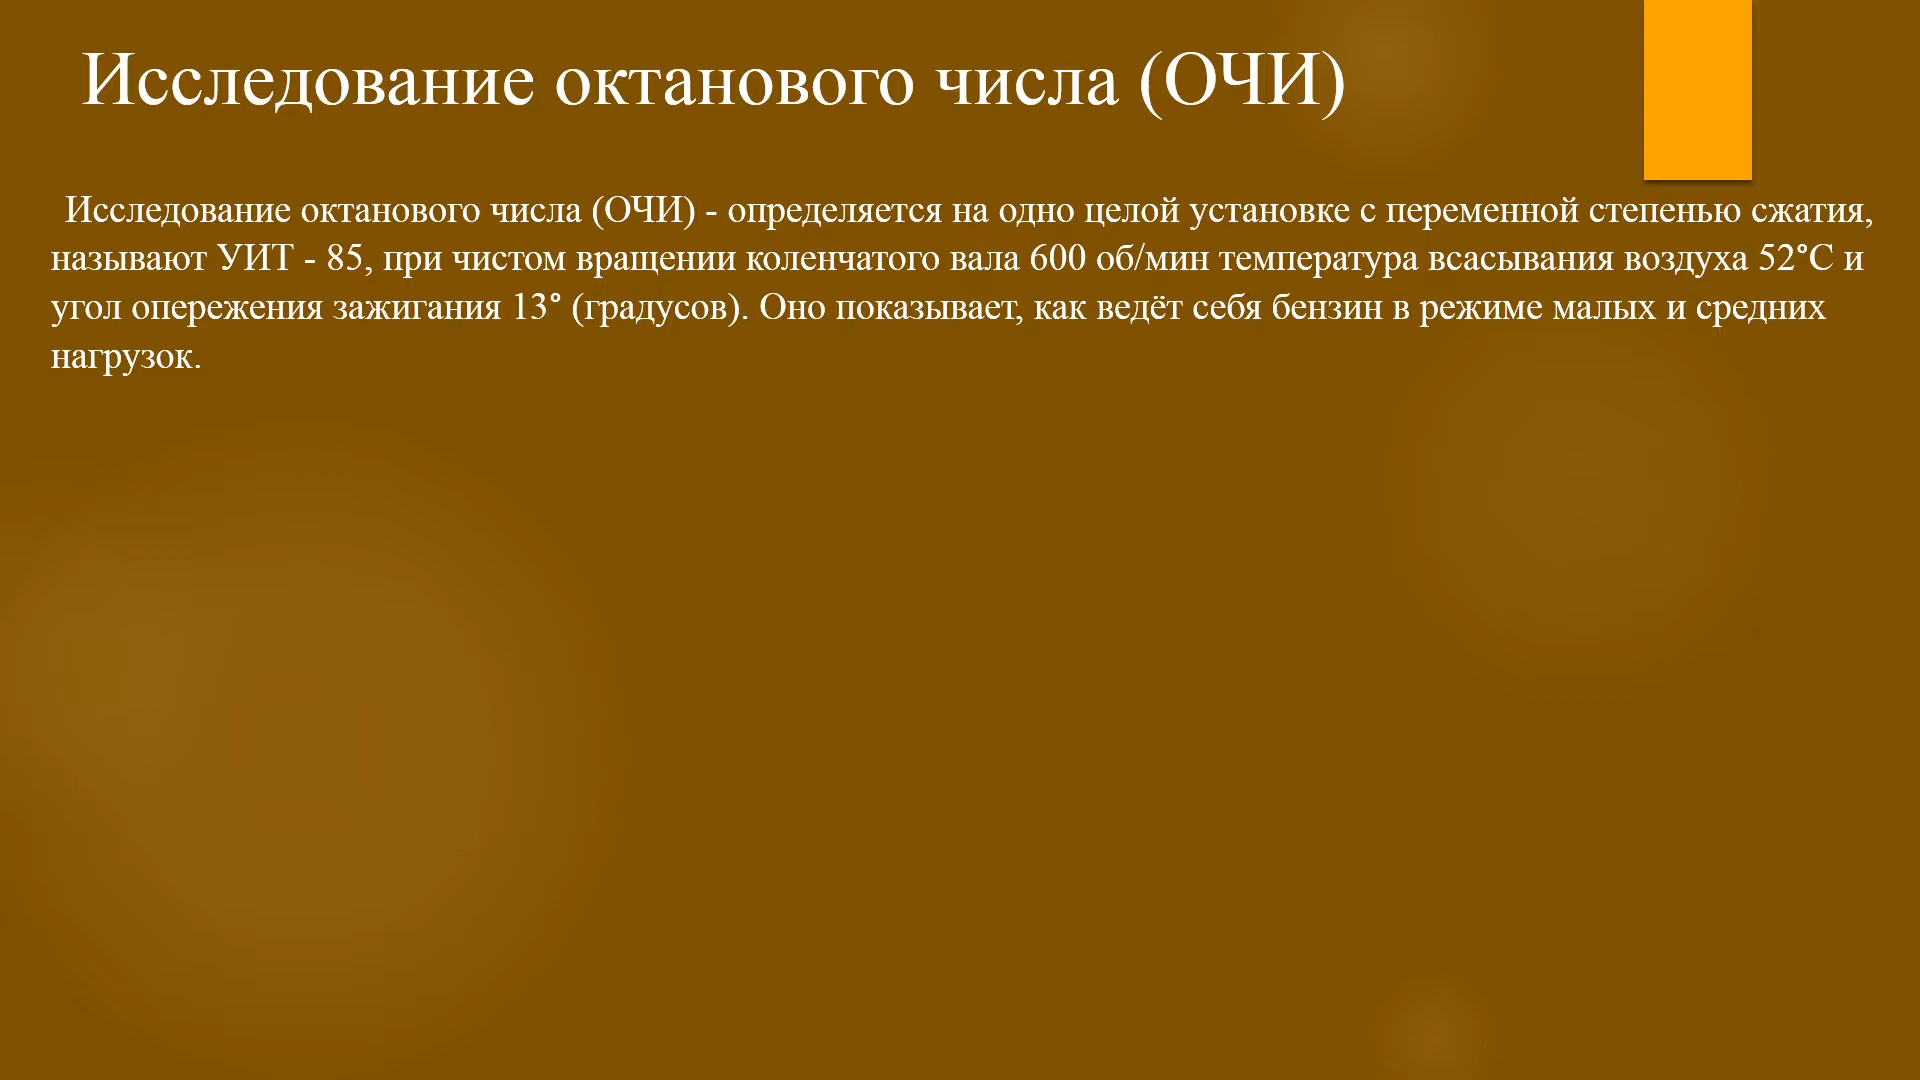 Исследование октанового числа (ОЧИ)
Исследование октанового числа (ОЧИ) - определяется на одно целой установке с переменной степенью сжатия,
называют УИТ - 85, при чистом вращении коленчатого вала 600 об/мин температура всасывания воздуха 52°С и
угол опережения зажигания 13° (градусов). Оно показывает, как ведёт себя бензин в режиме малых и средних
нагрузок.